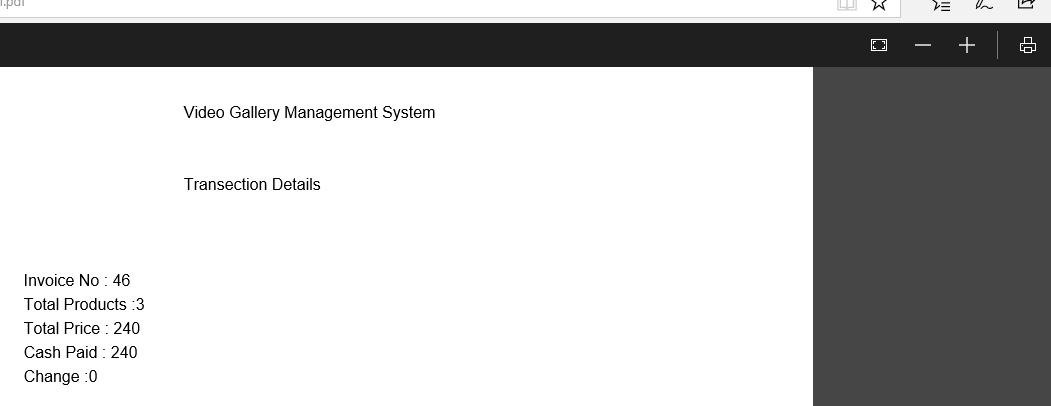 .pdf
Video Gallery Management System
Transection Details
Invoice No : 46
Total Products :3
Total Price : 240
Cash Paid : 240
Change :0